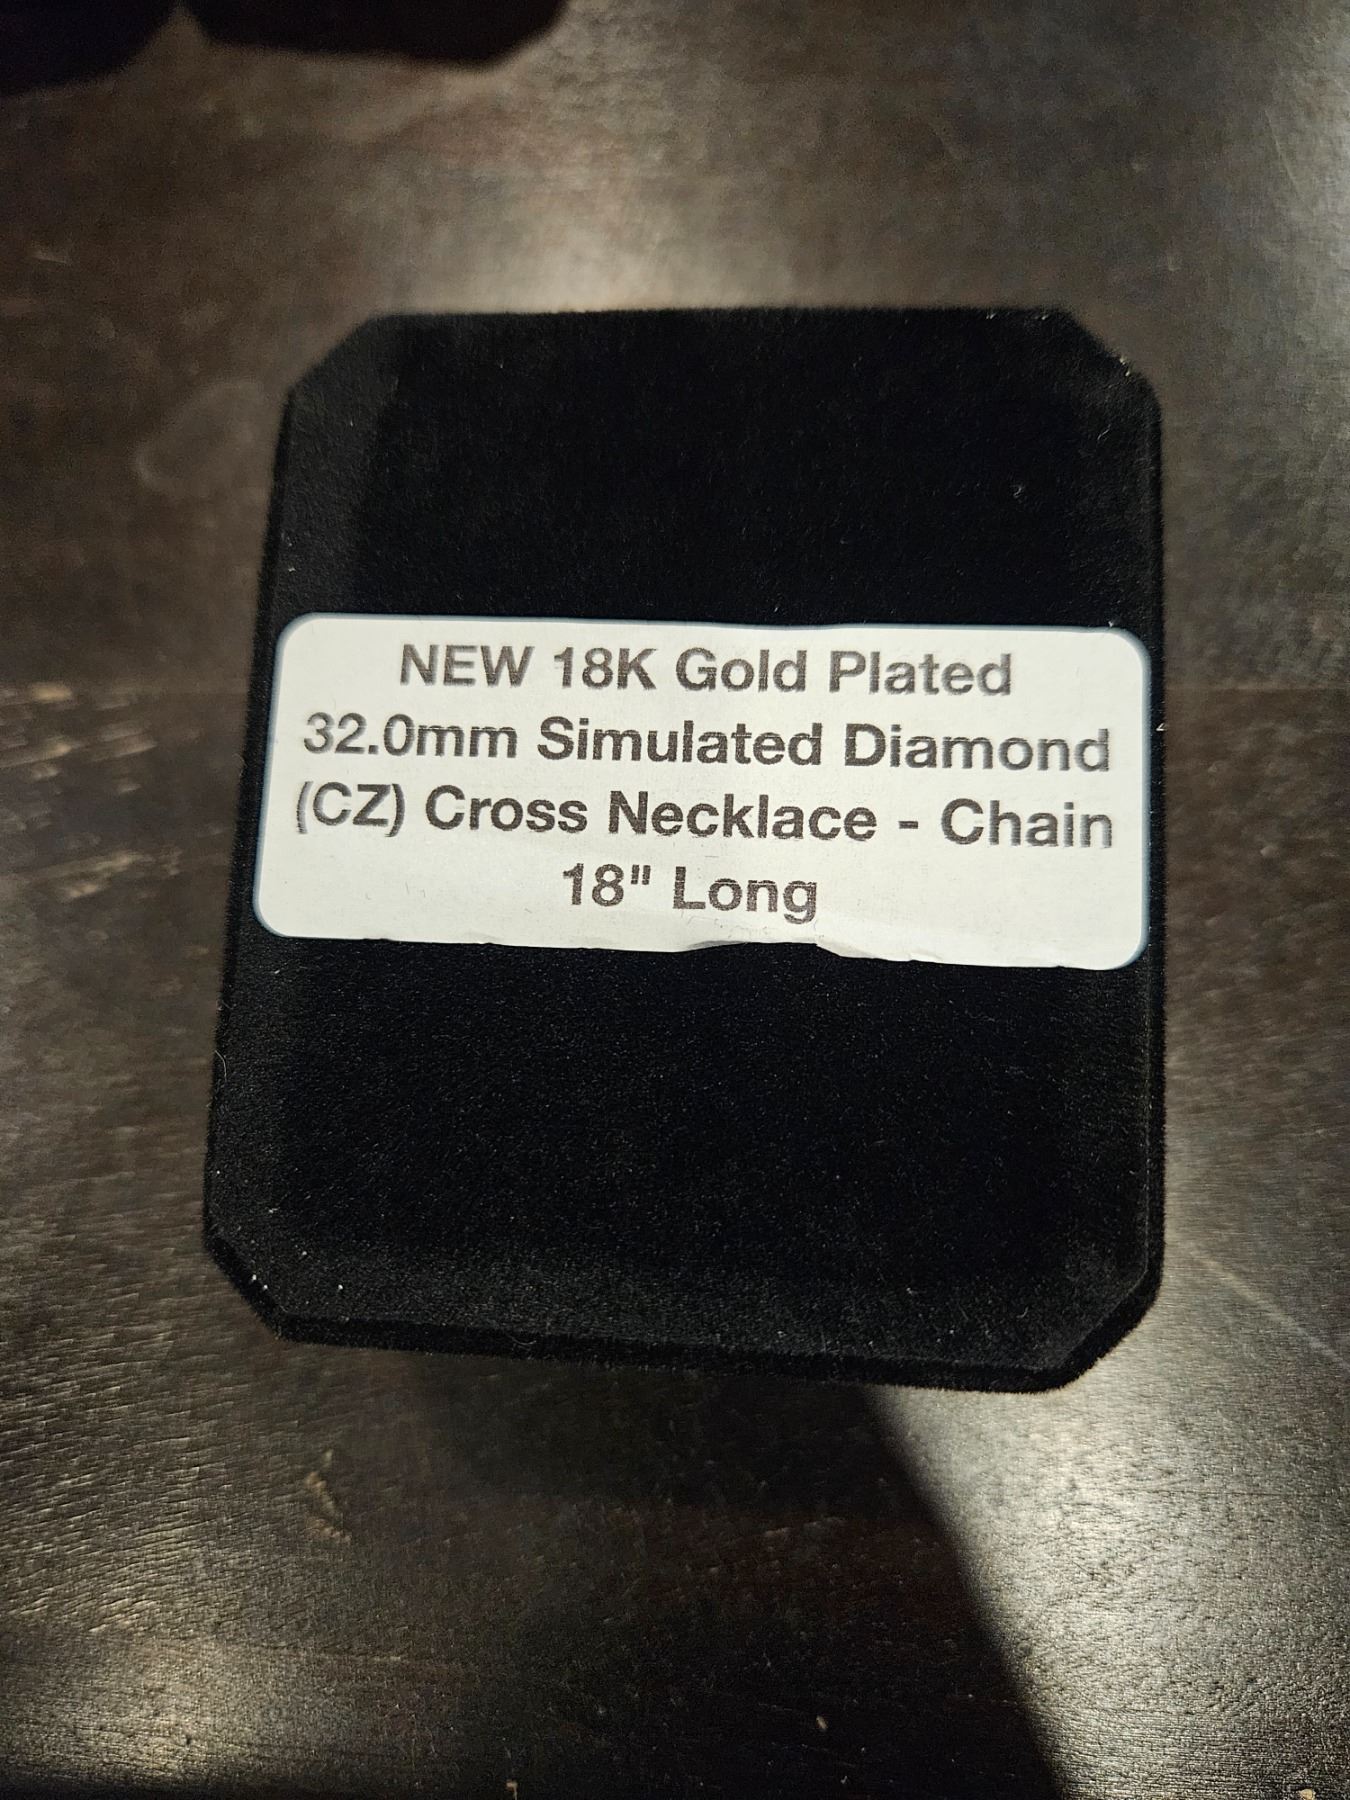 NEW 18K Gold Plated
32.0mm Simulated Diamond
(CZ) Cross Necklace - Chain
18" Long